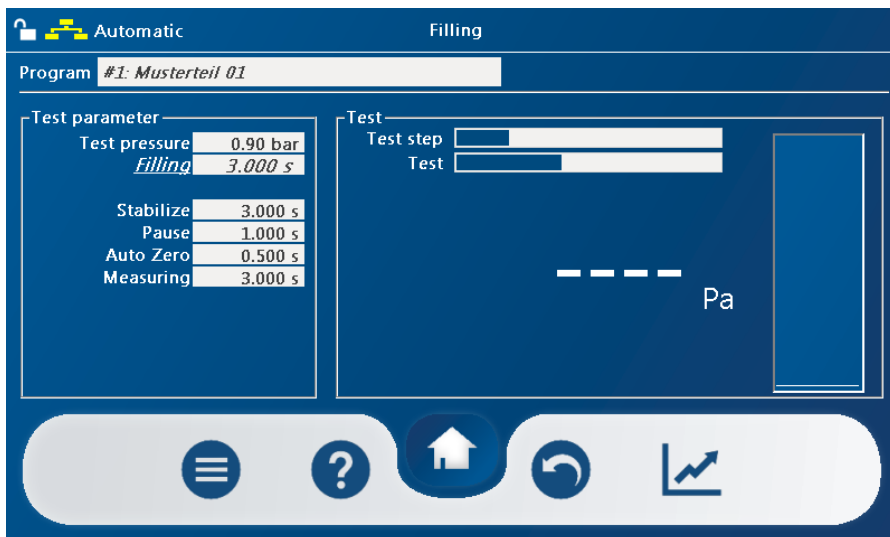 Automatic Filling
Program #1: Musterteil 01
Test parameter
Test pressure 0.90 bar
Filling 3.000 s
Stabilize 3.000 s
Pause 1.000 s
Auto Zero 0.500 s
Measuring 3.000 s
Test
Test step
Test
– – – –
Pa
?